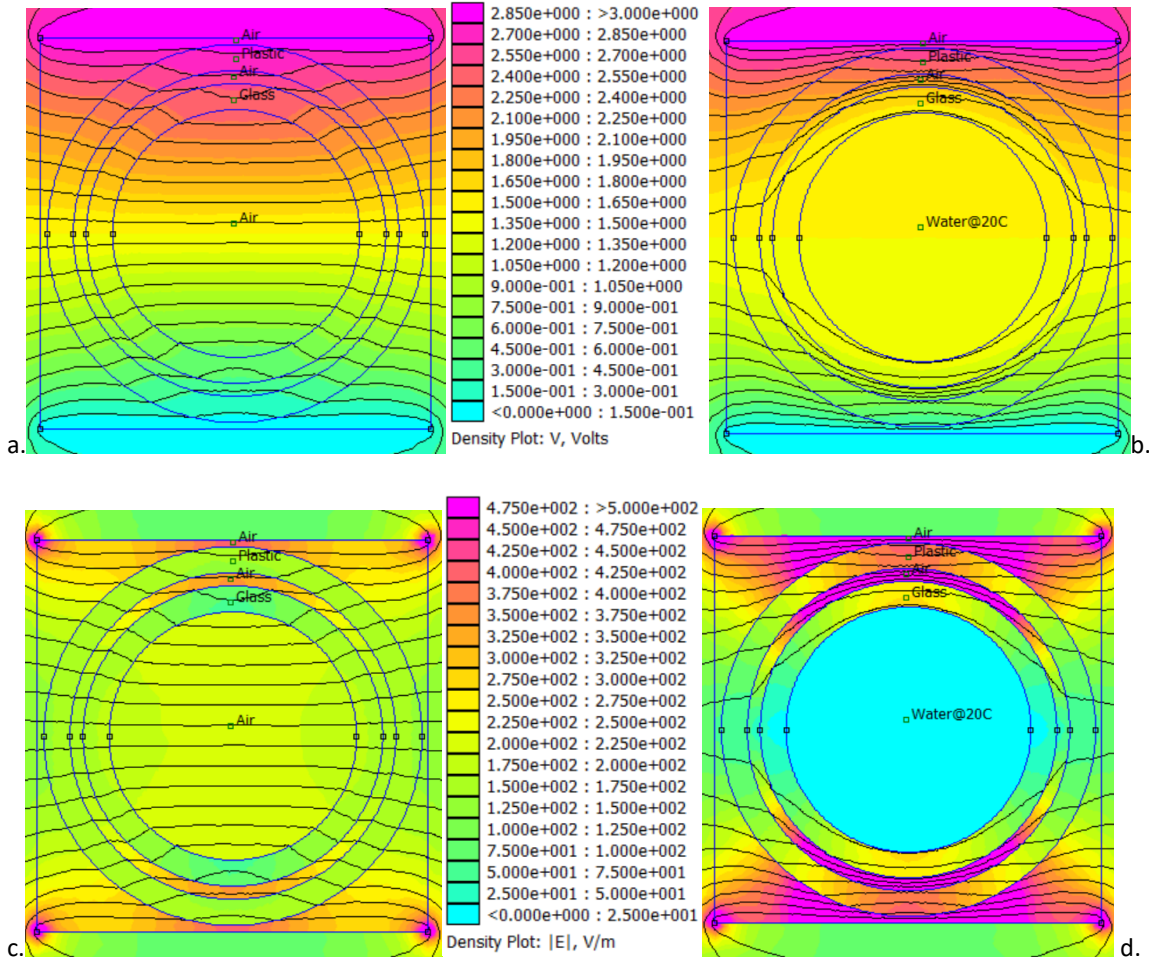 Air
Plastic
Air
Glass
Air
a.
2.850e+000 : >3.000e+000
2.700e+000 : 2.850e+000
2.550e+000 : 2.700e+000
2.400e+000 : 2.550e+000
2.250e+000 : 2.400e+000
2.100e+000 : 2.250e+000
1.950e+000 : 2.100e+000
1.800e+000 : 1.950e+000
1.650e+000 : 1.800e+000
1.500e+000 : 1.650e+000
1.350e+000 : 1.500e+000
1.200e+000 : 1.350e+000
1.050e+000 : 1.200e+000
9.000e-001 : 1.050e+000
7.500e-001 : 9.000e-001
6.000e-001 : 7.500e-001
4.500e-001 : 6.000e-001
3.000e-001 : 4.500e-001
1.500e-001 : 3.000e-001
<0.000e+000 : 1.500e-001
Density Plot: V, Volts
Air
Plastic
Air
Glass
Water@20C
b.
Air
Plastic
Air
Glass
Air
c.
4.750e+002 : >5.000e+002
4.500e+002 : 4.750e+002
4.250e+002 : 4.500e+002
4.000e+002 : 4.250e+002
3.750e+002 : 4.000e+002
3.500e+002 : 3.750e+002
3.250e+002 : 3.500e+002
3.000e+002 : 3.250e+002
2.750e+002 : 3.000e+002
2.500e+002 : 2.750e+002
2.250e+002 : 2.500e+002
2.000e+002 : 2.250e+002
1.750e+002 : 2.000e+002
1.500e+002 : 1.750e+002
1.250e+002 : 1.500e+002
1.000e+002 : 1.250e+002
7.500e+001 : 1.000e+002
5.000e+001 : 7.500e+001
2.500e+001 : 5.000e+001
<0.000e+000 : 2.500e+001
Density Plot: |E|, V/m
Air
Plastic
Air
Glass
Water@20C
d.